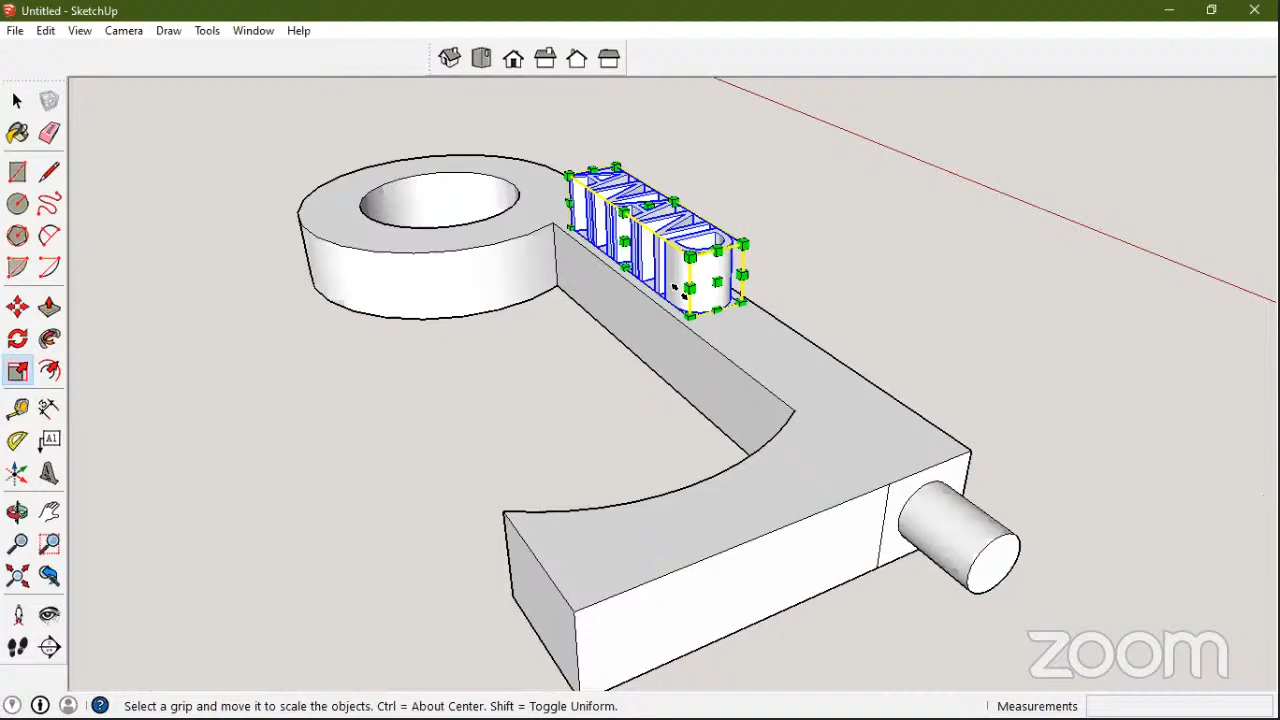 Untitled - SketchUp
File Edit View Camera Draw Tools Window Help
A1
Select a grip and move it to scale the objects. Ctrl = About Center. Shift = Toggle Uniform.
Measurements
zoom